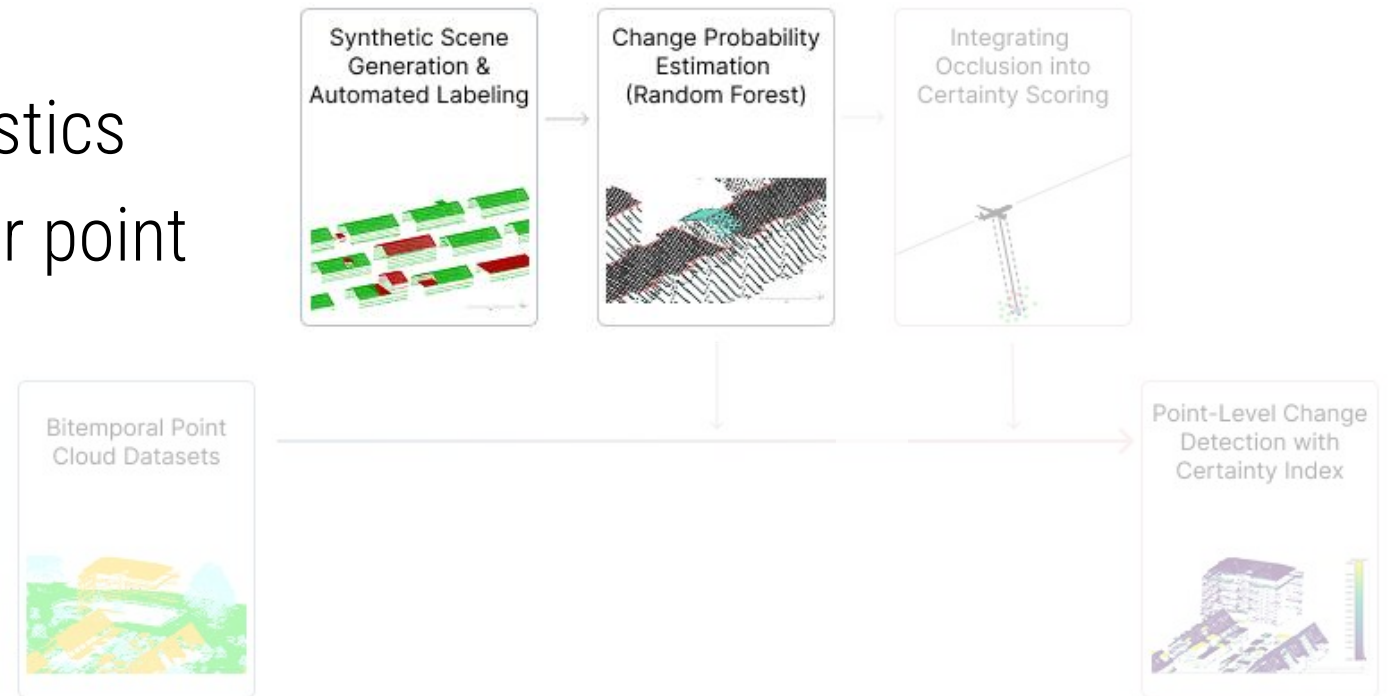 stics
r point
Synthetic Scene
Generation &
Automated Labeling
Change Probability
Estimation
(Random Forest)
Integrating
Occlusion into
Certainty Scoring
Bitemporal Point
Cloud Datasets
Point-Level Change
Detection with
Certainty Index